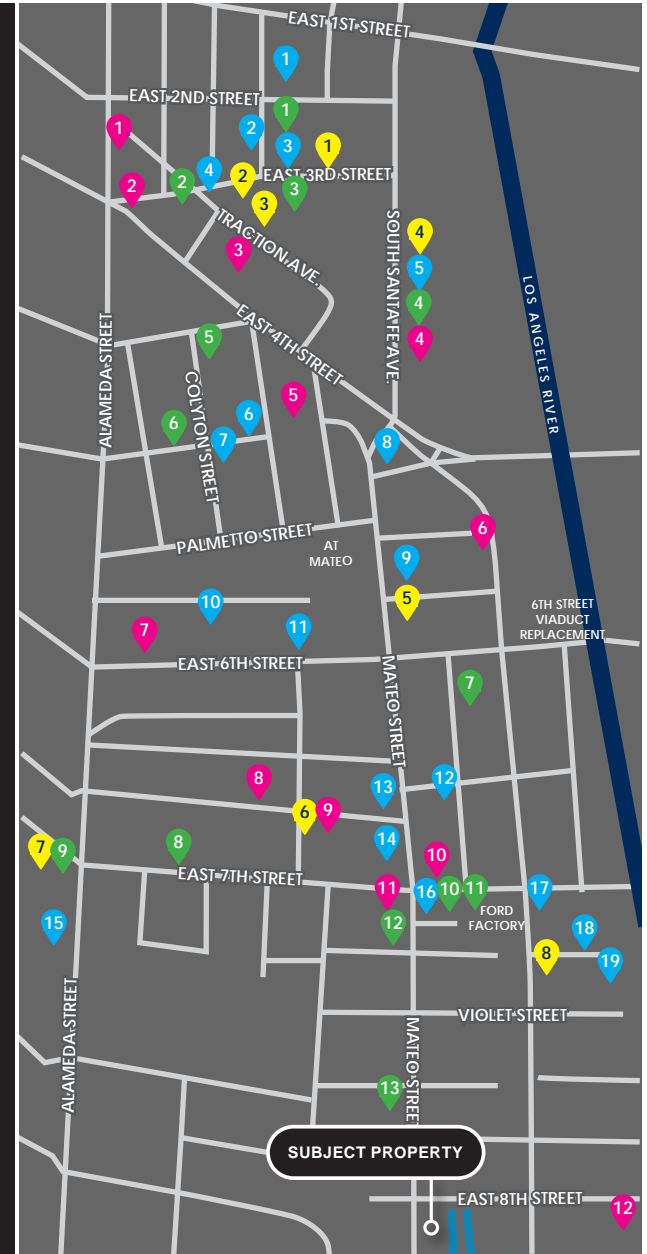 EAST 1ST STREET
1
EAST 2ND STREET
1
1
2
3
1
4
2
EAST 3RD STREET
2
2
3
3
TRACTION AVE.
SOUTH SANTA FE AVE.
4
3
5
LOS ANGELES RIVER
4
EAST 4TH STREET
5
4
ALAMEDA STREET
COLYTON STREET
5
6
6
7
8
PALMETTO STREET
6
AT
MATEO
9
10
5
6TH STREET
VIADUCT
REPLACEMENT
7
11
EAST 6TH STREET
MATEO STREET
7
8
13
12
6
9
7
9
8
14
10
EAST 7TH STREET
11
16
10
11
17
FORD
FACTORY
15
12
18
8
19
ALAMEDA STREET
VIOLET STREET
MATEO STREET
13
SUBJECT PROPERTY
EAST 8TH STREET
12